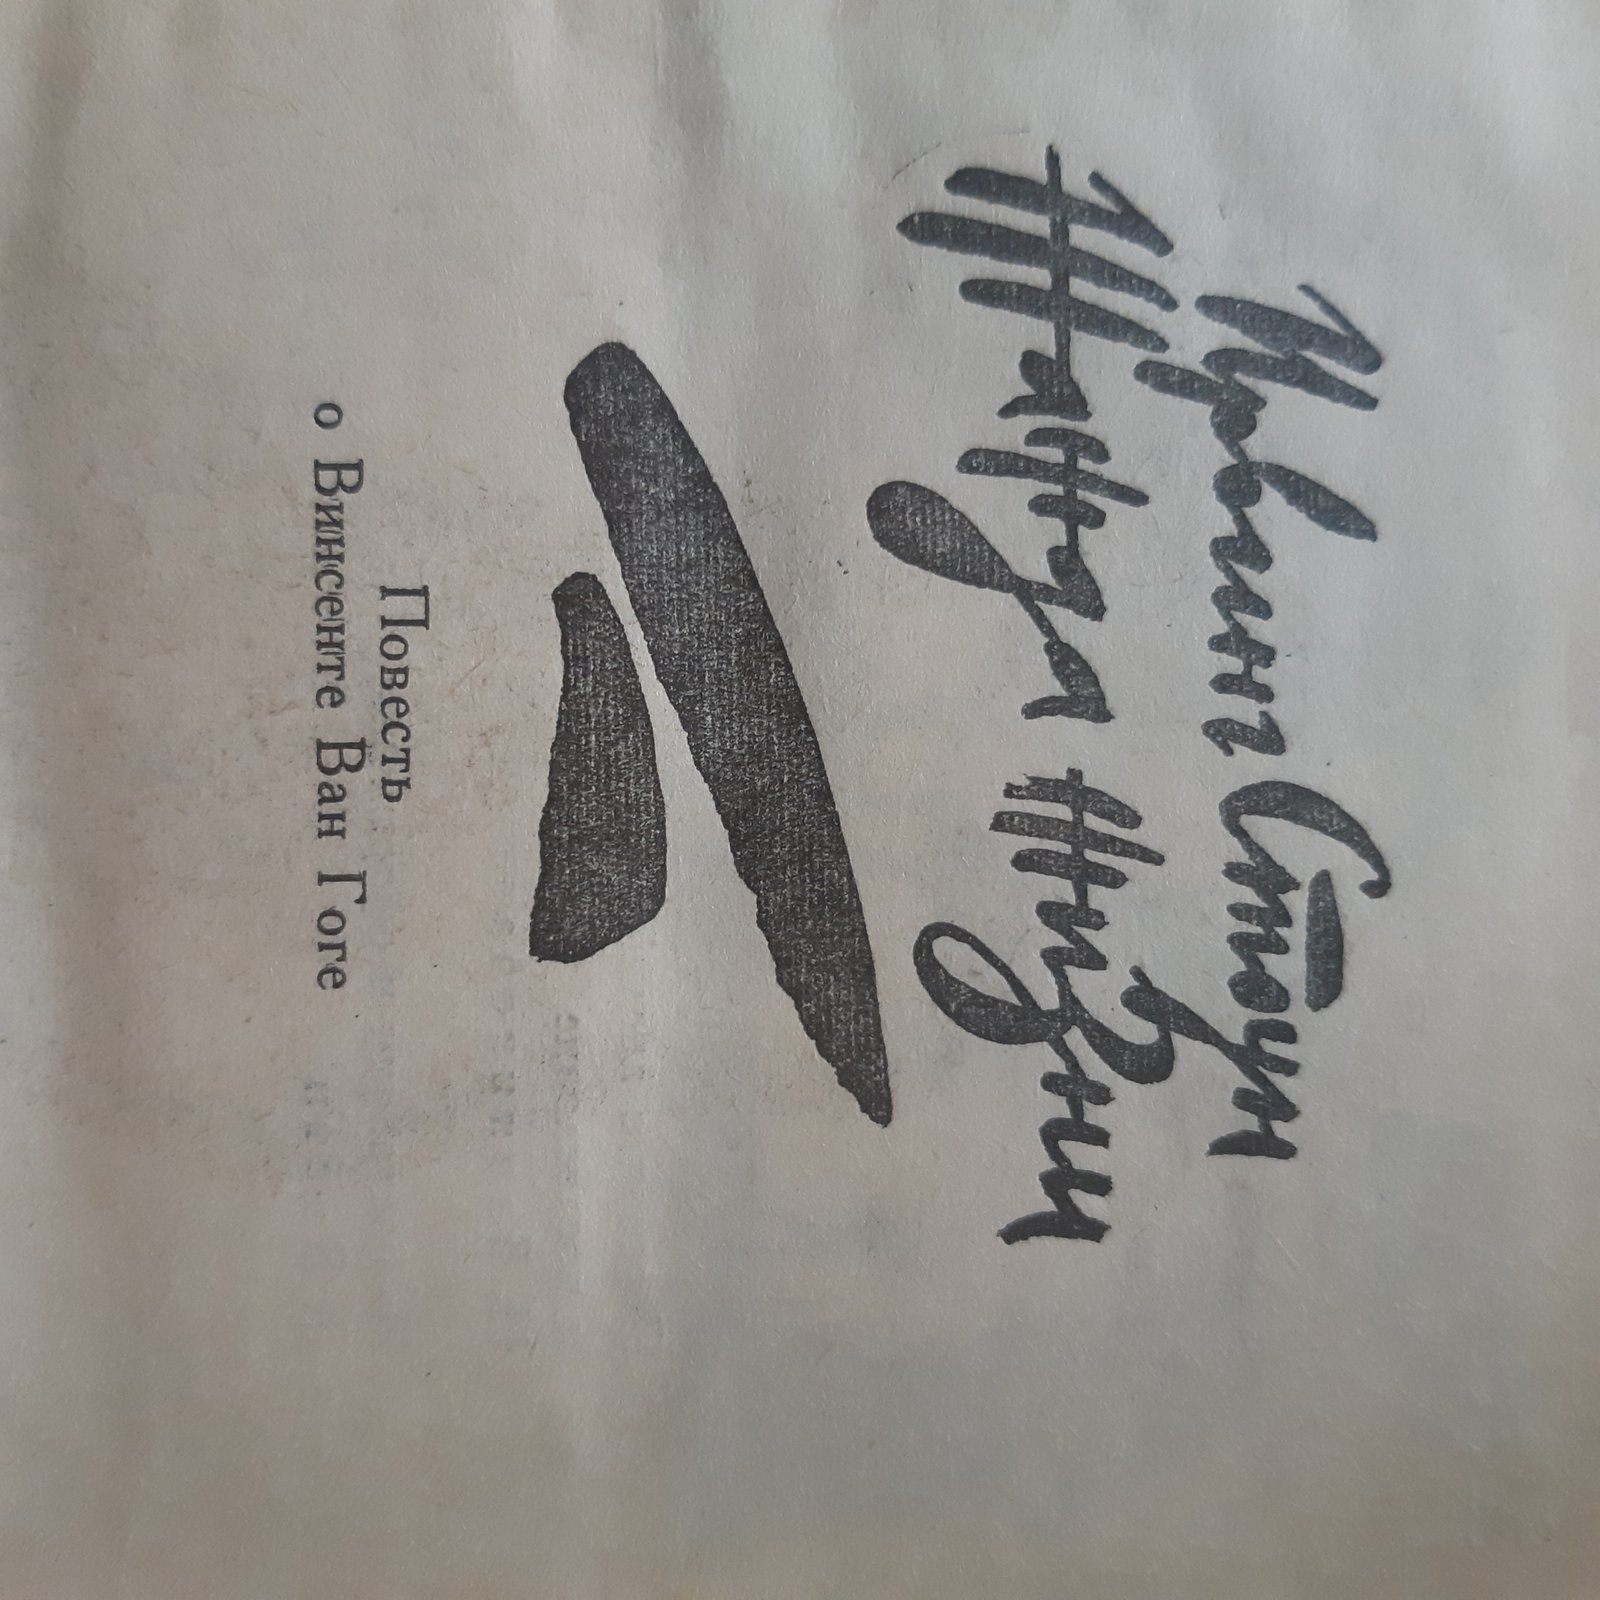 Ирвинг Стоун
Жажда жизни
Повесть
о Винсенте Ван Гоге